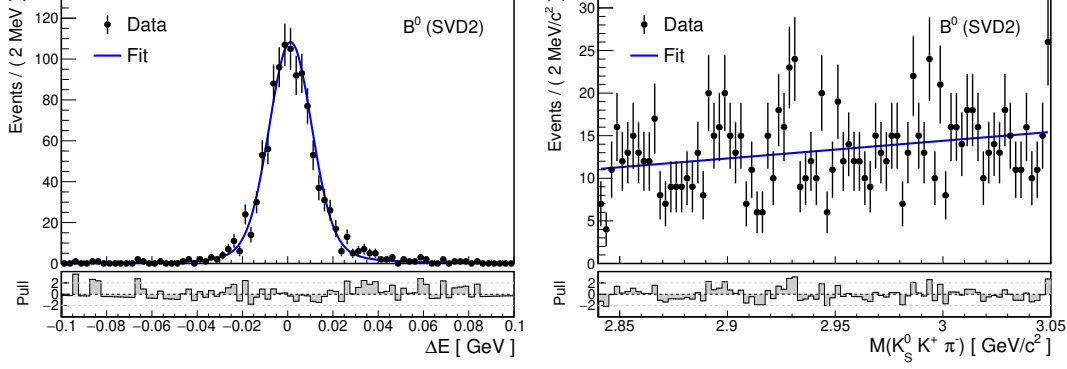 Events / ( 2 MeV )
120
100
80
60
40
20
0
Data
Fit
B⁰ (SVD2)
Pull
2
0
−2
−0.1 −0.08 −0.06 −0.04 −0.02 0 0.02 0.04 0.06 0.08 0.1
ΔE [ GeV ]
Events / ( 2 MeV/c² )
30
25
20
15
10
5
0
Data
Fit
B⁰ (SVD2)
Pull
2
0
−2
2.85 2.9 2.95 3 3.05
M(K⁰_S K⁺ π⁻) [ GeV/c² ]